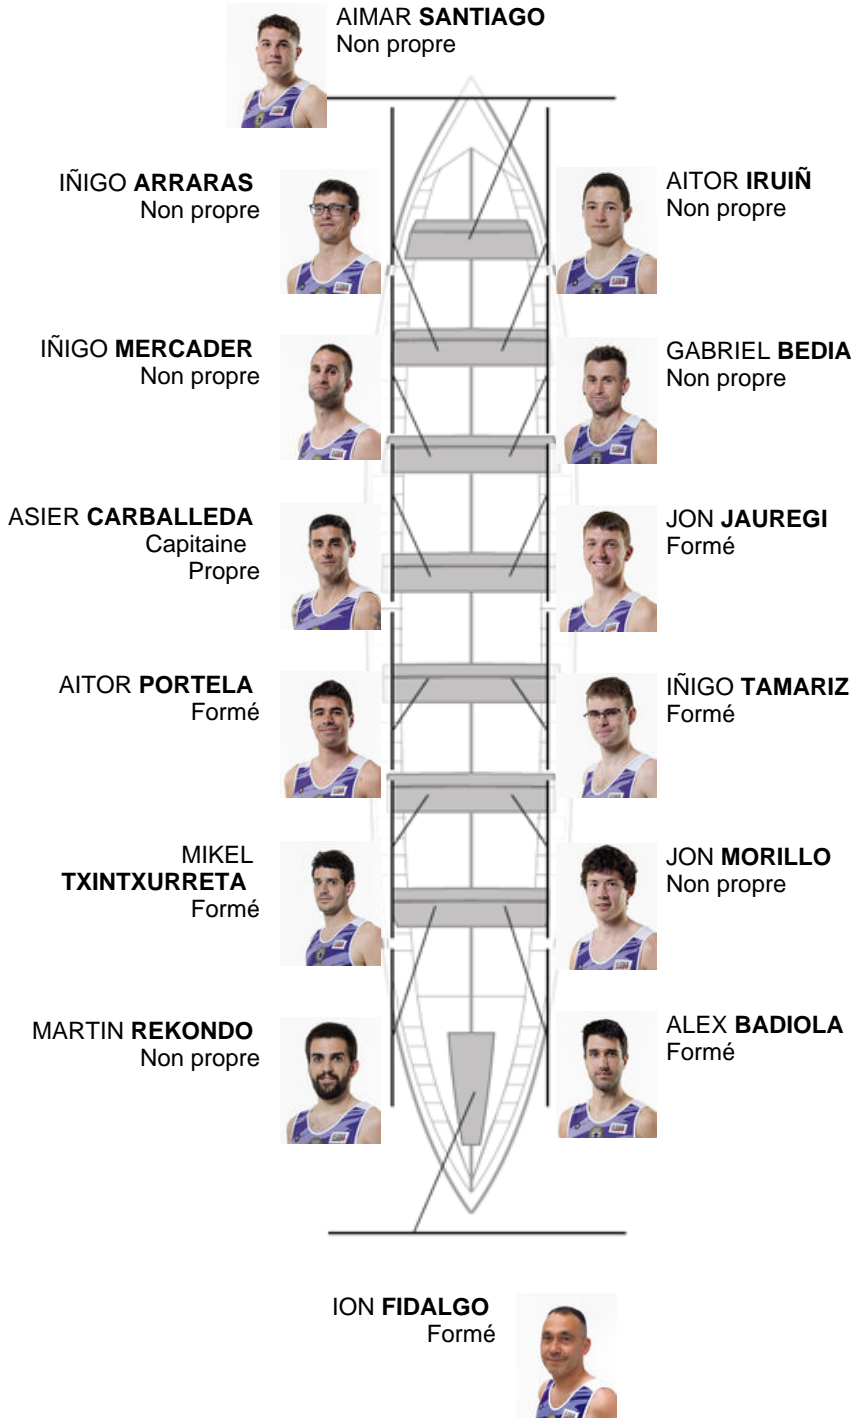 AIMAR SANTIAGO
Non propre
IÑIGO ARRARAS
Non propre
AITOR IRUIÑ
Non propre
IÑIGO MERCADER
Non propre
GABRIEL BEDIA
Non propre
ASIER CARBALLEDA
Capitaine
Propre
JON JAUREGI
Formé
AITOR PORTELA
Formé
IÑIGO TAMARIZ
Formé
MIKEL
TXINTXURRETA
Formé
JON MORILLO
Non propre
MARTIN REKONDO
Non propre
ALEX BADIOLA
Formé
ION FIDALGO
Formé